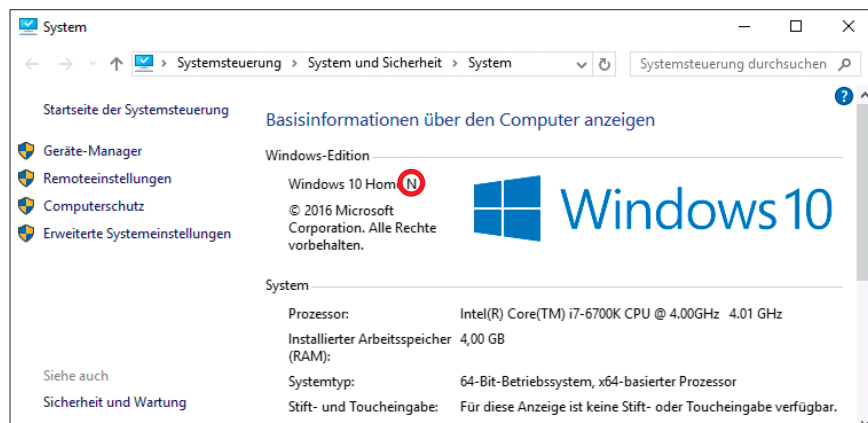 System
Systemsteuerung > System und Sicherheit > System
Systemsteuerung durchsuchen
Startseite der Systemsteuerung
Geräte-Manager
Remoteeinstellungen
Computerschutz
Erweiterte Systemeinstellungen
Siehe auch
Sicherheit und Wartung
?
Basisinformationen über den Computer anzeigen
Windows-Edition
Windows 10 Home N
© 2016 Microsoft
Corporation. Alle Rechte
vorbehalten.
Windows 10
System
Prozessor: Intel(R) Core(TM) i7-6700K CPU @ 4.00GHz 4.01 GHz
Installierter Arbeitsspeicher 4,00 GB
(RAM):
Systemtyp: 64-Bit-Betriebssystem, x64-basierter Prozessor
Stift- und Toucheingabe: Für diese Anzeige ist keine Stift- oder Toucheingabe verfügbar.